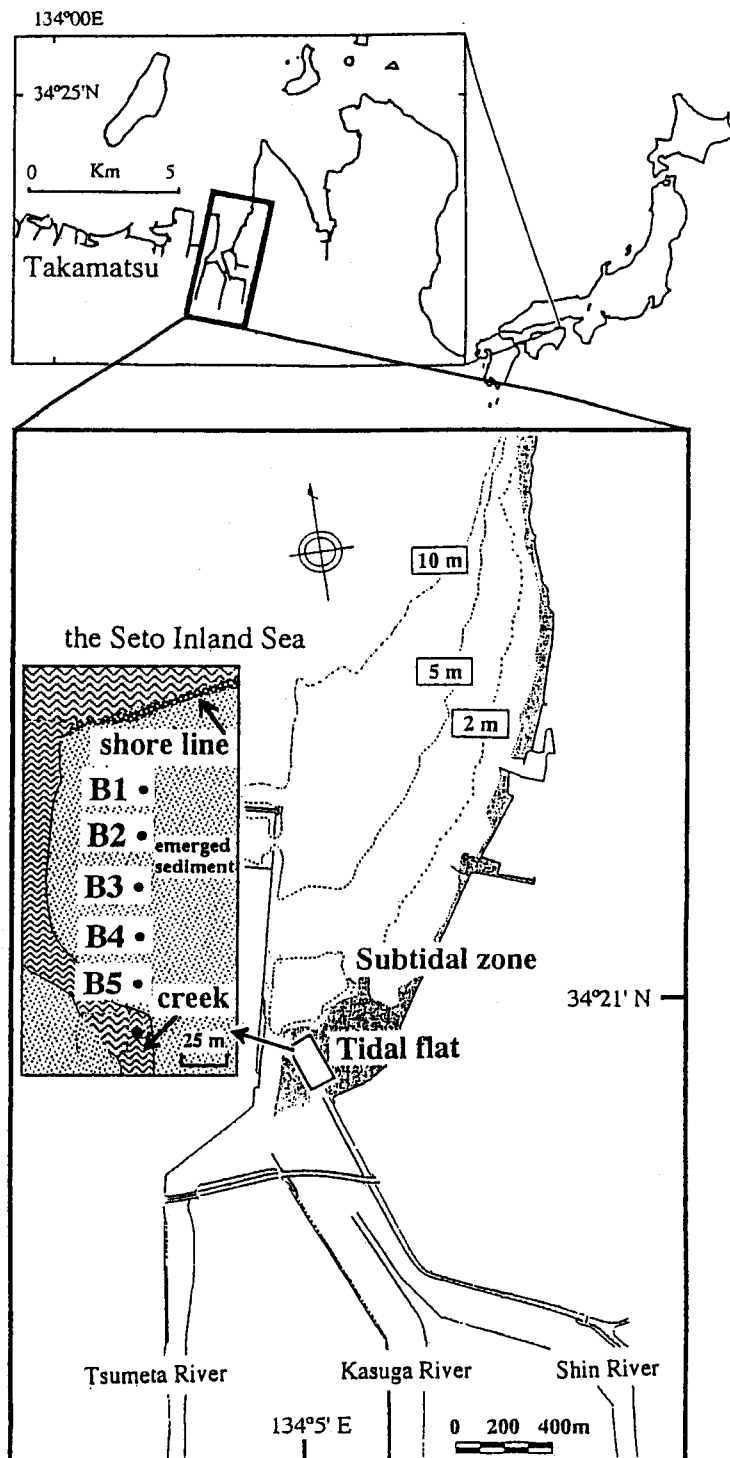 134°00E
34°25'N
0 Km 5
Takamatsu
10 m
the Seto Inland Sea
5 m
2 m
shore line
B1
B2
emerged
sediment
B3
B4
B5
Subtidal zone
creek
34°21' N
25 m
Tidal flat
Tsumeta River
Kasuga River
Shin River
134°5' E
0 200 400m